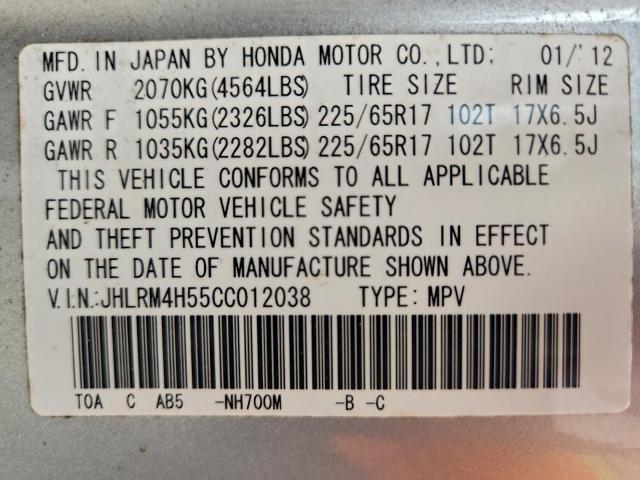 MFD. IN JAPAN BY HONDA MOTOR CO.,LTD; 01/'12
GVWR 2070KG(4564LBS) TIRE SIZE RIM SIZE
GAWR F 1055KG(2326LBS) 225/65R17 102T 17X6.5J
GAWR R 1035KG(2282LBS) 225/65R17 102T 17X6.5J
THIS VEHICLE CONFORMS TO ALL APPLICABLE
FEDERAL MOTOR VEHICLE SAFETY
AND THEFT PREVENTION STANDARDS IN EFFECT
ON THE DATE OF MANUFACTURE SHOWN ABOVE.
V.I.N.:JHLRM4H55CC012038 TYPE: MPV
TOA C AB5 -NH700M -B -C